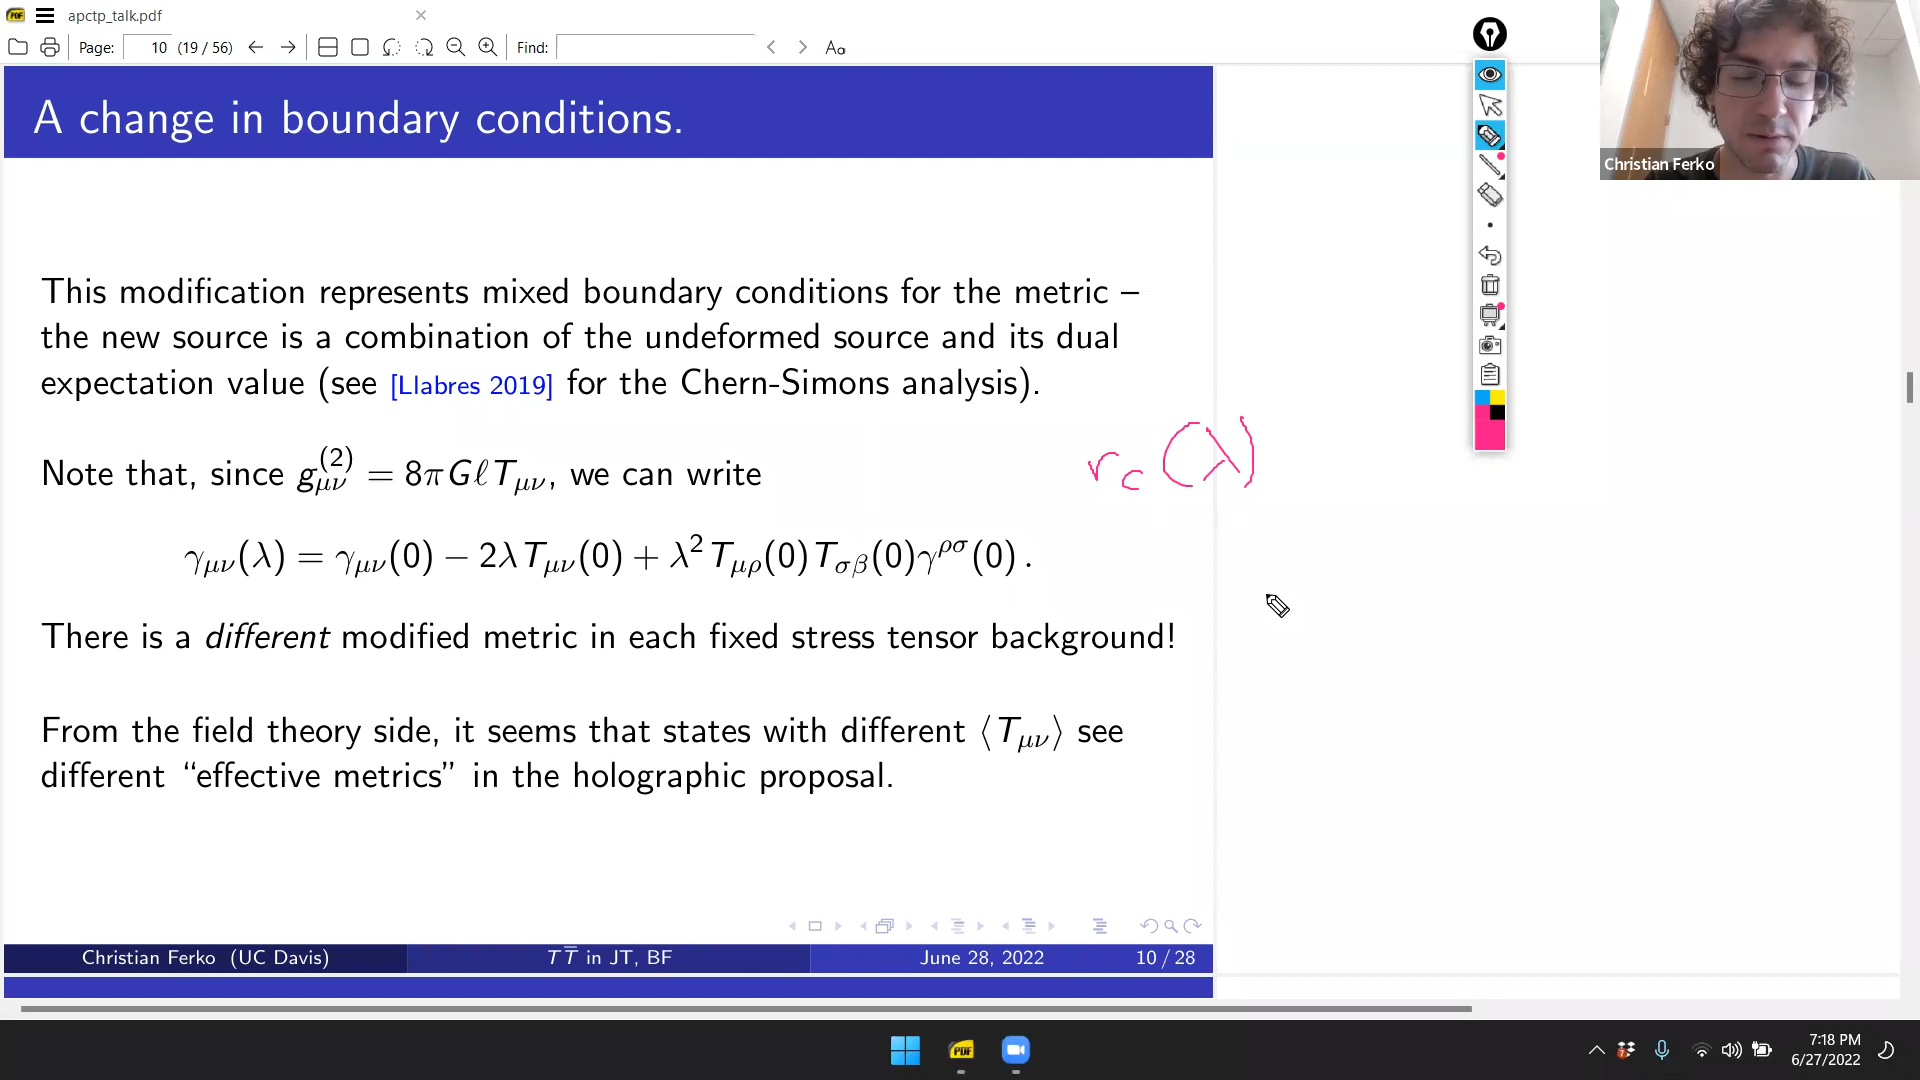 apctp_talk.pdf
Page: 10 (19 / 56) Find: Aa
Christian Ferko
A change in boundary conditions.
This modification represents mixed boundary conditions for the metric –
the new source is a combination of the undeformed source and its dual
expectation value (see [Llabres 2019] for the Chern-Simons analysis).
r_c(λ)
Note that, since g_{μν}^{(2)} = 8πGℓT_{μν}, we can write
γ_{μν}(λ) = γ_{μν}(0) − 2λT_{μν}(0) + λ²T_{μρ}(0)T_{σβ}(0)γ^{ρσ}(0) .
There is a different modified metric in each fixed stress tensor background!
From the field theory side, it seems that states with different ⟨T_{μν}⟩ see
different “effective metrics” in the holographic proposal.
Christian Ferko (UC Davis) TT̅ in JT, BF June 28, 2022 10 / 28
PDF
7:18 PM
6/27/2022